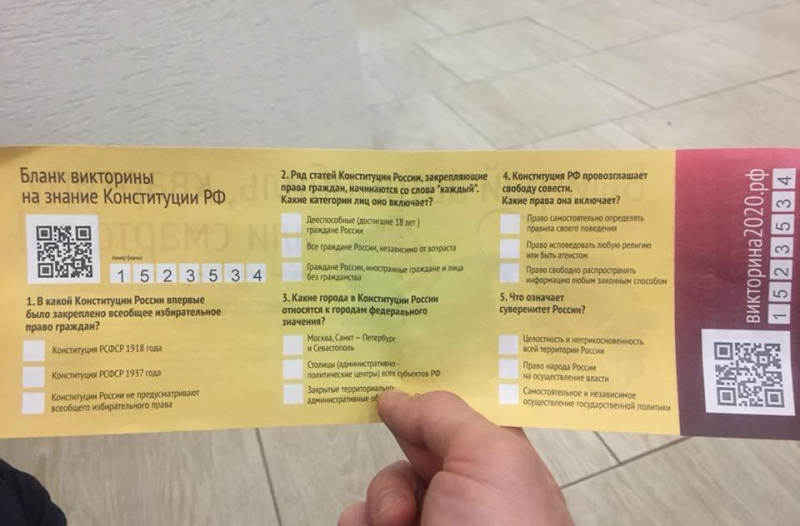 Бланк викторины
на знание Конституции РФ
номер бланка
1 5 2 3 5 3 4
1. В какой Конституции России впервые
было закреплено всеобщее избирательное
право граждан?
Конституция РСФСР 1918 года
Конституция РСФСР 1937 года
Конституции России не предусматривают
всеобщего избирательного права
2. Ряд статей Конституции России, закрепляющие
права граждан, начинаются со слова "каждый".
Какие категории лиц оно включает?
Дееспособные (достигшие 18 лет )
граждане России
Все граждане России, независимо от возраста
Граждане России, иностранные граждане и лица
без гражданства
3. Какие города в Конституции России
относятся к городам федерального
значения?
Москва, Санкт — Петербург
и Севастополь
Столицы (административно -
политические центры) всех субъектов РФ
Закрытые территориально-
административные
4. Конституция РФ провозглашает
свободу совести.
Какие права она включает?
Право самостоятельно определять
правила своего поведения
Право исповедовать любую религию
или быть атеистом
Право свободно распространять
информацию любым законным способом
5. Что означает
суверенитет России?
Целостность и неприкосновенность
всей территории России
Право народа России
на осуществление власти
Самостоятельное и независимое
осуществление государственной политики
викторина2020.рф
1 5 2 3 5 3 4